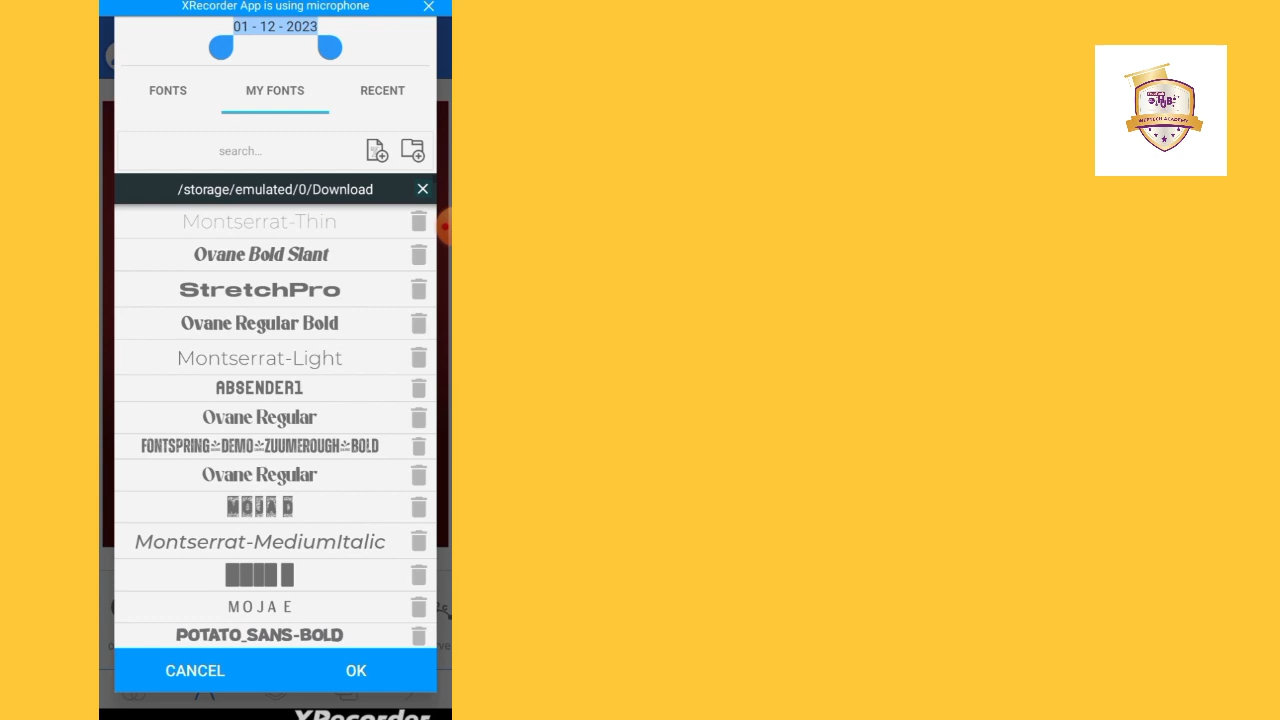 XRecorder App is using microphone
01 - 12 - 2023
FONTS
MY FONTS
RECENT
search...
/storage/emulated/0/Download
Montserrat-Thin
Ovane Bold Slant
StretchPro
Ovane Regular Bold
Montserrat-Light
ABSENDER1
Ovane Regular
FONTSPRING-DEMO-ZUUMEROUGH-BOLD
Ovane Regular
MOJA D
Montserrat-MediumItalic
MOJA E
POTATO_SANS-BOLD
CANCEL
OK
XRecorder